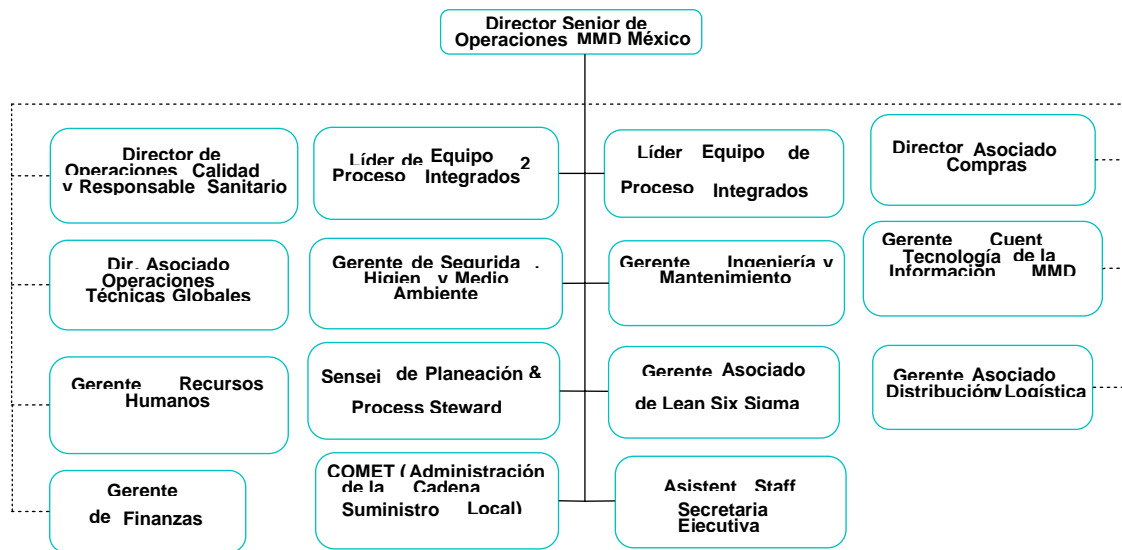 Director Senior de
Operaciones MMD México
Director de
Operaciones Calidad
y Responsable Sanitario
Líder de Equipo 2
Proceso Integrados
Líder Equipo de
Proceso Integrados
Director Asociado
Compras
Dir. Asociado
Operaciones
Técnicas Globales
Gerente de Segurida .
Higien y Medio
Ambiente
Gerente Ingeniería y
Mantenimiento
Gerente Cuent
Tecnología de la
Información MMD
Gerente Recursos
Humanos
Sensei de Planeación &
Process Steward
Gerente Asociado
de Lean Six Sigma
Gerente Asociado
Distribución y Logística
Gerente
de Finanzas
COMET (Administración
de la Cadena
Suministro Local)
Asistent Staff
Secretaria
Ejecutiva